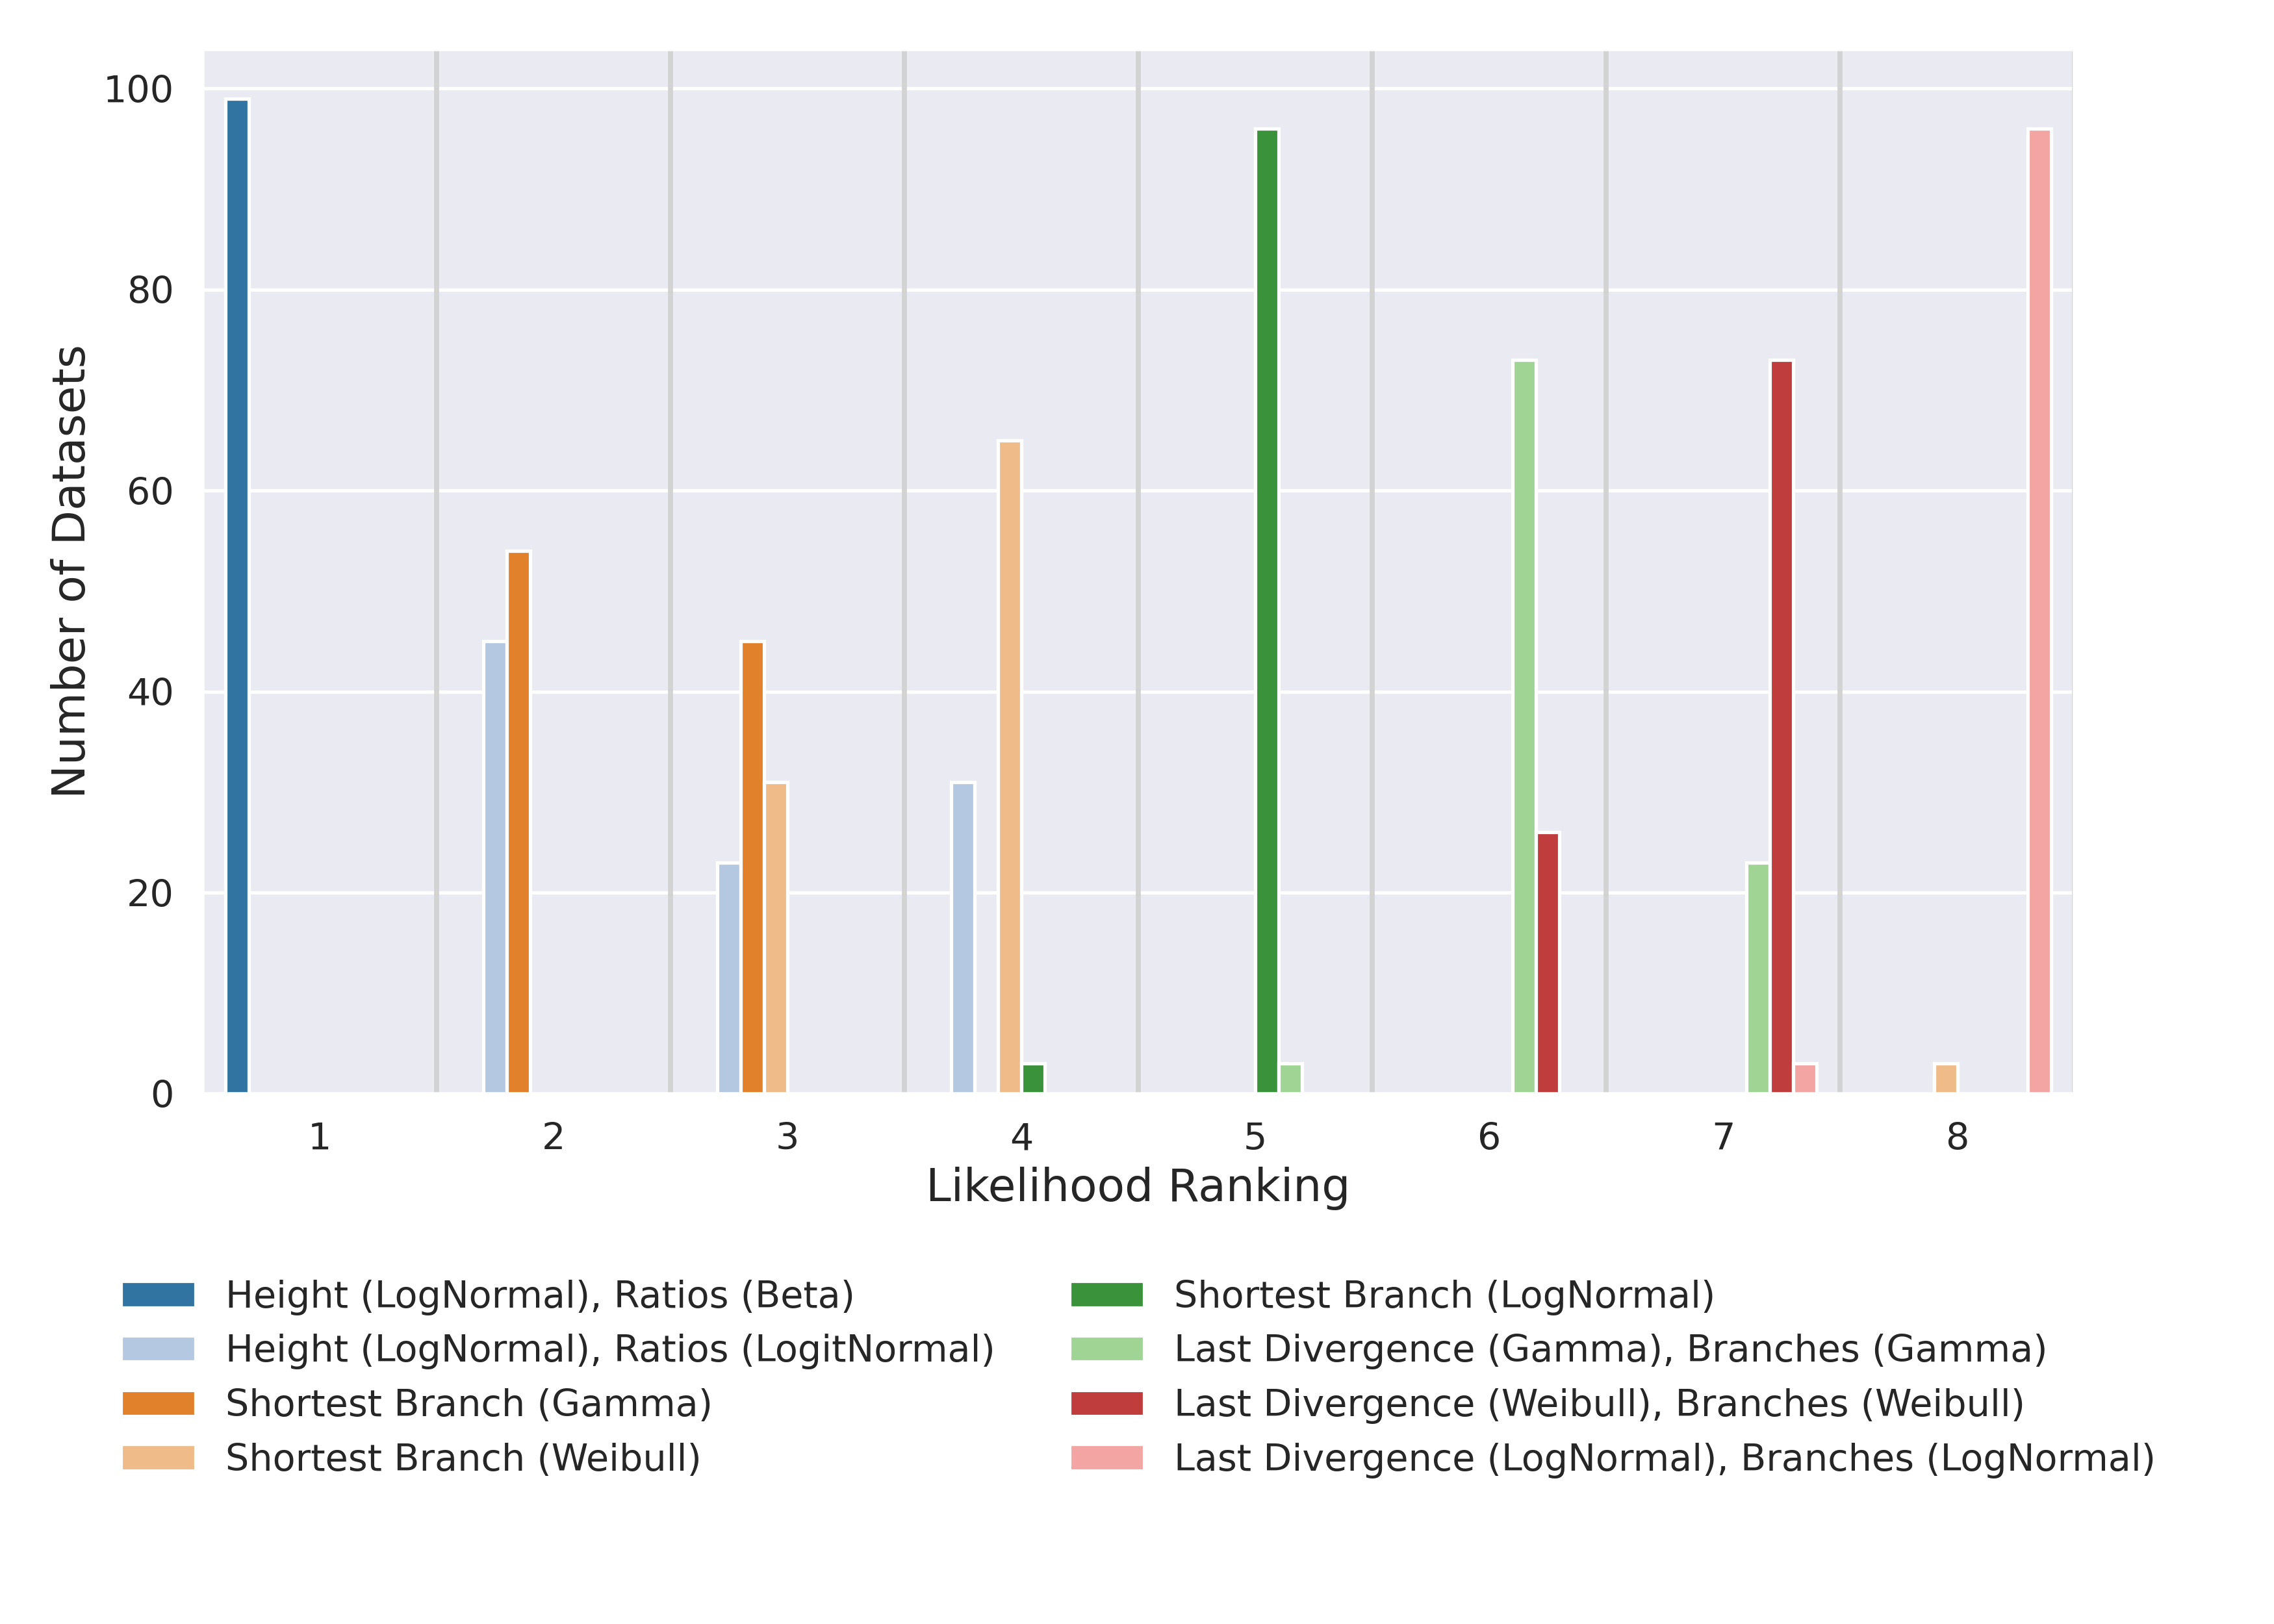 100
80
60
40
20
0
Number of Datasets
1 2 3 4 5 6 7 8
Likelihood Ranking
Height (LogNormal), Ratios (Beta)
Height (LogNormal), Ratios (LogitNormal)
Shortest Branch (Gamma)
Shortest Branch (Weibull)
Shortest Branch (LogNormal)
Last Divergence (Gamma), Branches (Gamma)
Last Divergence (Weibull), Branches (Weibull)
Last Divergence (LogNormal), Branches (LogNormal)